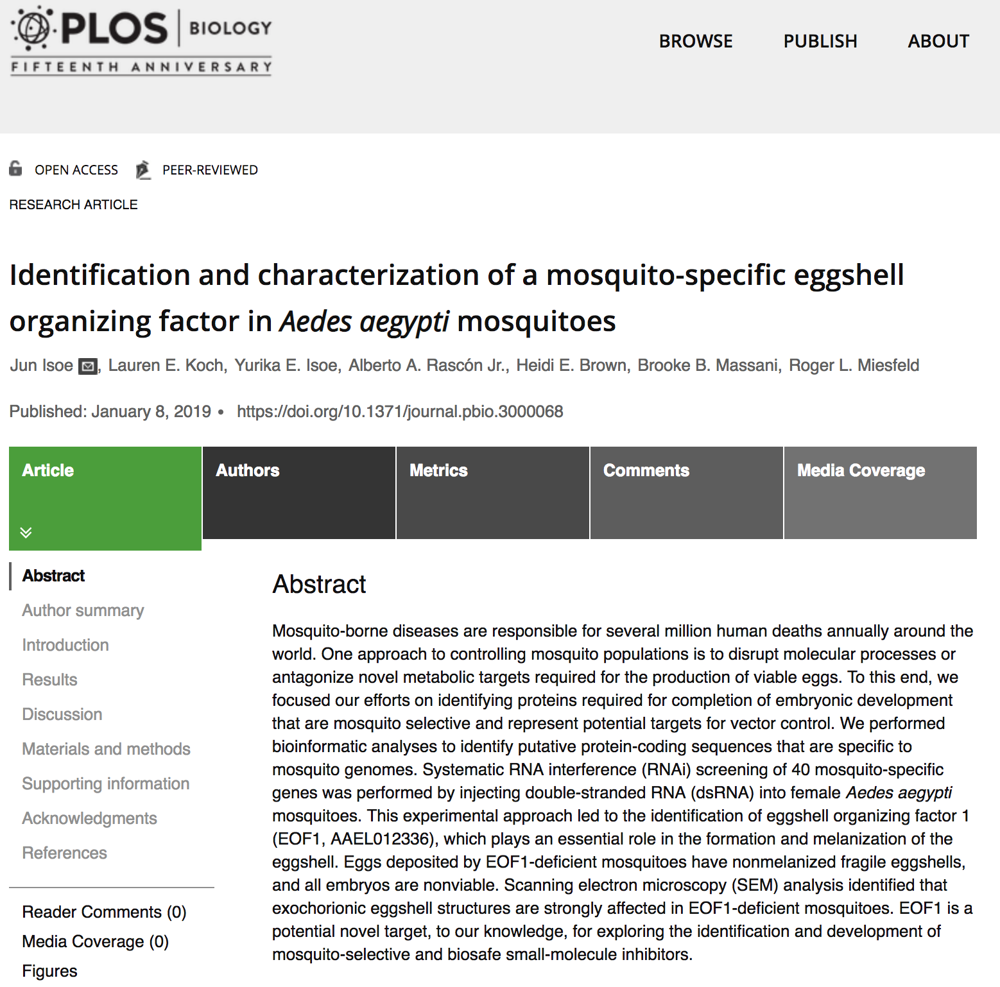 PLOS BIOLOGY
FIFTEENTH ANNIVERSARY
BROWSE PUBLISH ABOUT
OPEN ACCESS PEER-REVIEWED
RESEARCH ARTICLE
Identification and characterization of a mosquito-specific eggshell
organizing factor in Aedes aegypti mosquitoes
Jun Isoe, Lauren E. Koch, Yurika E. Isoe, Alberto A. Rascón Jr., Heidi E. Brown, Brooke B. Massani, Roger L. Miesfeld
Published: January 8, 2019 • https://doi.org/10.1371/journal.pbio.3000068
Article Authors Metrics Comments Media Coverage
Abstract
Author summary
Introduction
Results
Discussion
Materials and methods
Supporting information
Acknowledgments
References
Reader Comments (0)
Media Coverage (0)
Figures
Abstract
Mosquito-borne diseases are responsible for several million human deaths annually around the
world. One approach to controlling mosquito populations is to disrupt molecular processes or
antagonize novel metabolic targets required for the production of viable eggs. To this end, we
focused our efforts on identifying proteins required for completion of embryonic development
that are mosquito selective and represent potential targets for vector control. We performed
bioinformatic analyses to identify putative protein-coding sequences that are specific to
mosquito genomes. Systematic RNA interference (RNAi) screening of 40 mosquito-specific
genes was performed by injecting double-stranded RNA (dsRNA) into female Aedes aegypti
mosquitoes. This experimental approach led to the identification of eggshell organizing factor 1
(EOF1, AAEL012336), which plays an essential role in the formation and melanization of the
eggshell. Eggs deposited by EOF1-deficient mosquitoes have nonmelanized fragile eggshells,
and all embryos are nonviable. Scanning electron microscopy (SEM) analysis identified that
exochorionic eggshell structures are strongly affected in EOF1-deficient mosquitoes. EOF1 is a
potential novel target, to our knowledge, for exploring the identification and development of
mosquito-selective and biosafe small-molecule inhibitors.